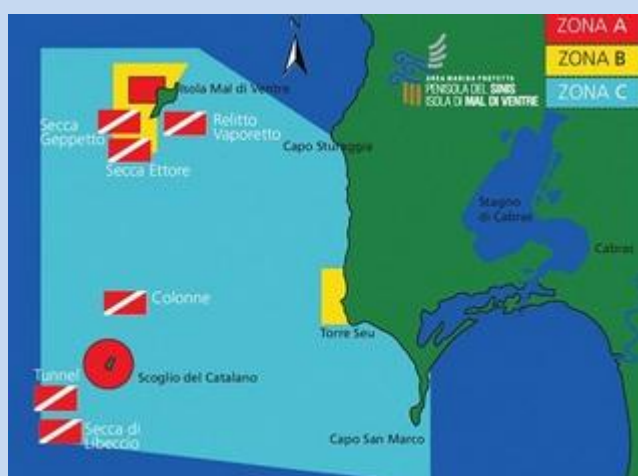 ZONA A
ZONA B
ZONA C
N
AREA MARINA PROTETTA
PENISOLA DEL SINIS
ISOLA DI MAL DI VENTRE
Isola Mal di Ventre
Secca
Geppetto
Relitto
Vaporetto
Secca Ettore
Capo Sturaggia
Stagno
di Cabras
Cabras
Colonne
Torre Seu
Scoglio del Catalano
Tunnel
Secca di
Libeccio
Capo San Marco